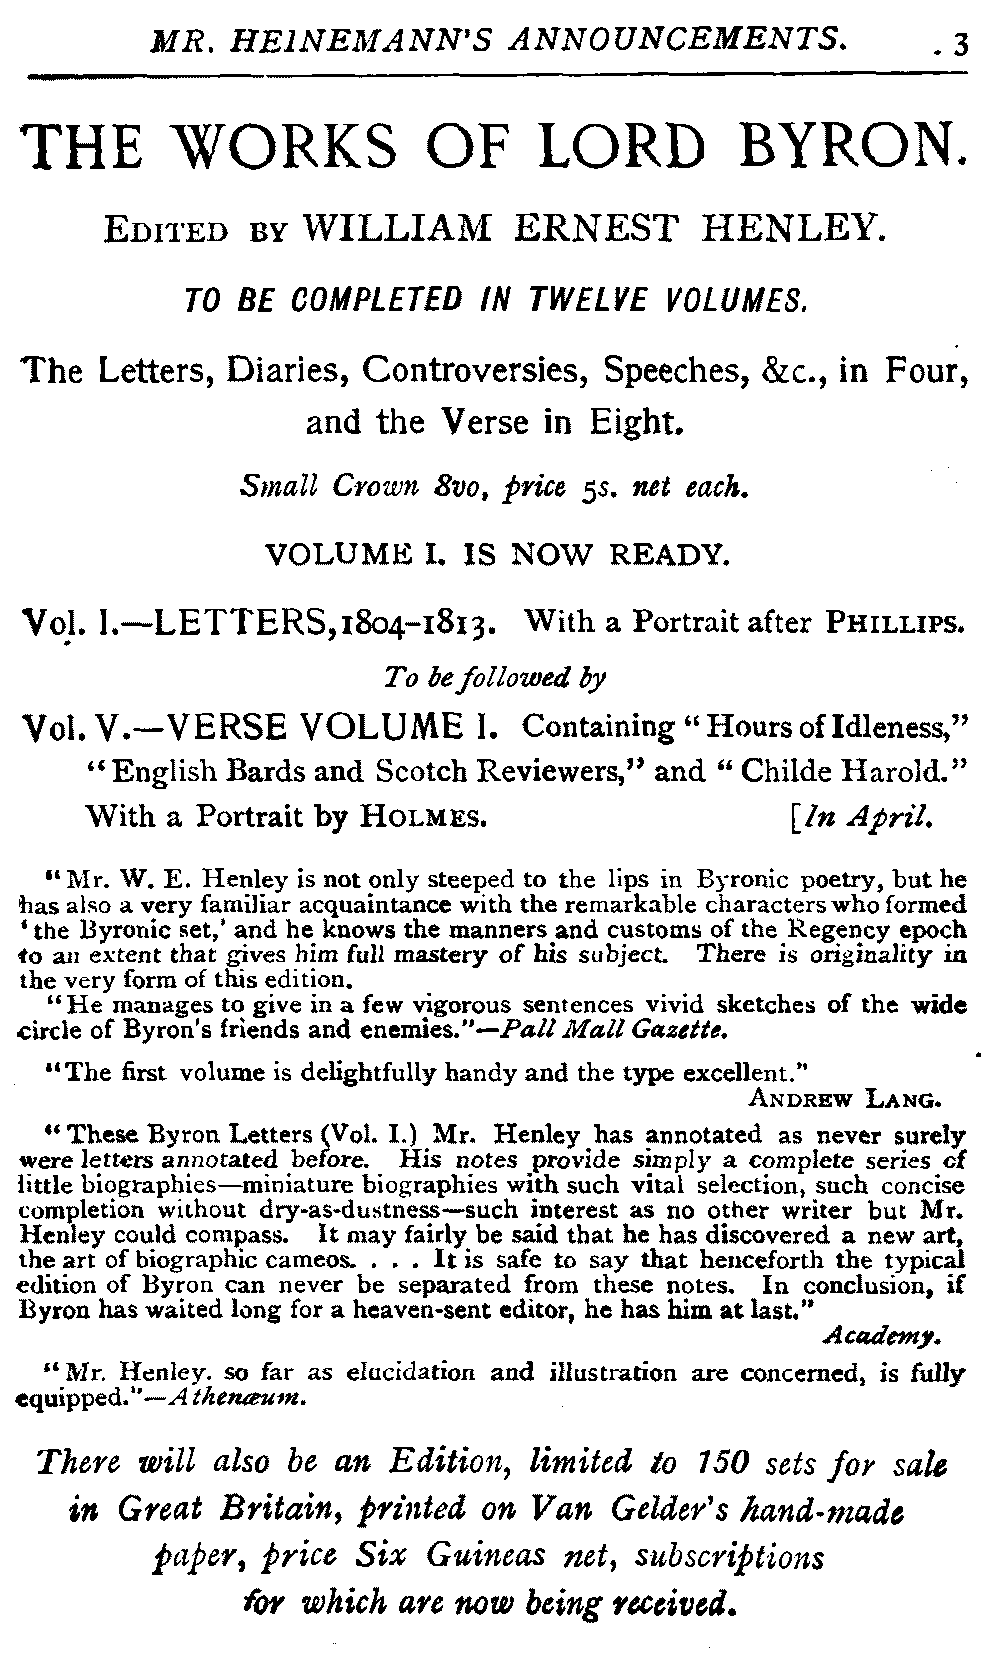 MR. HEINEMANN'S ANNOUNCEMENTS. 3
THE WORKS OF LORD BYRON.
EDITED BY WILLIAM ERNEST HENLEY.
TO BE COMPLETED IN TWELVE VOLUMES.
The Letters, Diaries, Controversies, Speeches, &c., in Four,
and the Verse in Eight.
Small Crown 8vo, price 5s. net each.
VOLUME I. IS NOW READY.
Vol. I.—LETTERS, 1804–1813. With a Portrait after PHILLIPS.
To be followed by
Vol. V.—VERSE VOLUME I. Containing "Hours of Idleness,"
"English Bards and Scotch Reviewers," and "Childe Harold."
With a Portrait by HOLMES. [In April.
"Mr. W. E. Henley is not only steeped to the lips in Byronic poetry, but he
has also a very familiar acquaintance with the remarkable characters who formed
'the Byronic set,' and he knows the manners and customs of the Regency epoch
to an extent that gives him full mastery of his subject. There is originality in
the very form of this edition.
"He manages to give in a few vigorous sentences vivid sketches of the wide
circle of Byron's friends and enemies."—Pall Mall Gazette.
"The first volume is delightfully handy and the type excellent."
ANDREW LANG.
"These Byron Letters (Vol. I.) Mr. Henley has annotated as never surely
were letters annotated before. His notes provide simply a complete series of
little biographies—miniature biographies with such vital selection, such concise
completion without dry-as-dustness—such interest as no other writer but Mr.
Henley could compass. It may fairly be said that he has discovered a new art,
the art of biographic cameos. . . . It is safe to say that henceforth the typical
edition of Byron can never be separated from these notes. In conclusion, if
Byron has waited long for a heaven-sent editor, he has him at last."
Academy.
"Mr. Henley. so far as elucidation and illustration are concerned, is fully
equipped."—Athenæum.
There will also be an Edition, limited to 150 sets for sale
in Great Britain, printed on Van Gelder's hand-made
paper, price Six Guineas net, subscriptions
for which are now being received.